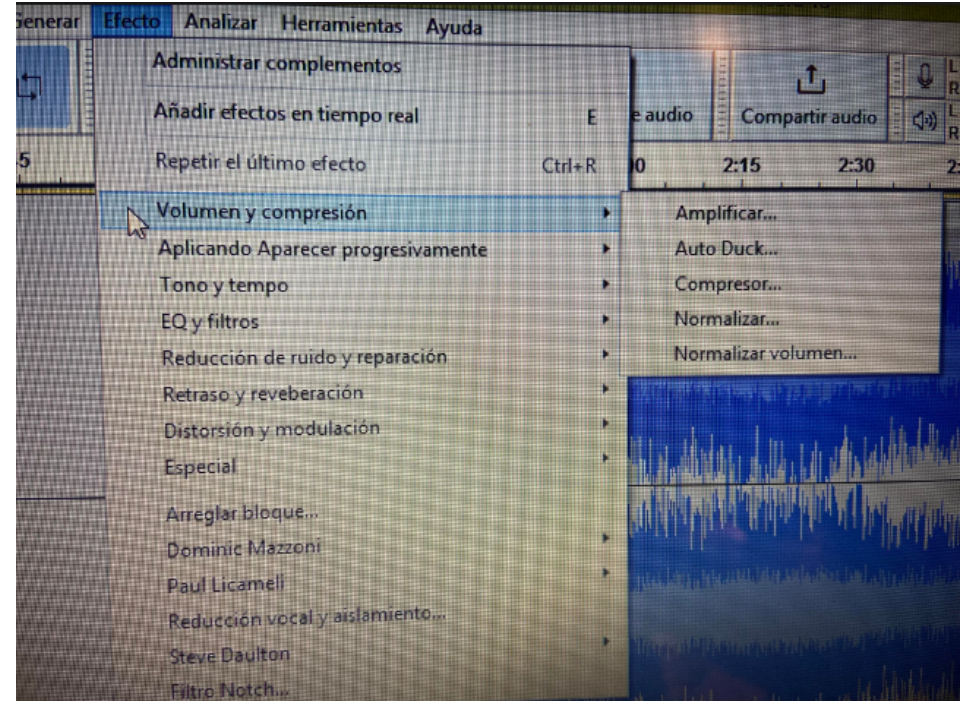 Generar Efecto Analizar Herramientas Ayuda
Administrar complementos
Añadir efectos en tiempo real E
Repetir el último efecto Ctrl+R
Volumen y compresión
Aplicando Aparecer progresivamente
Tono y tempo
EQ y filtros
Reducción de ruido y reparación
Retraso y reveberación
Distorsión y modulación
Especial
Arreglar bloque...
Dominic Mazzoni
Paul Licameli
Reducción vocal y aislamiento...
Steve Daulton
Filtro Notch...
e audio
Compartir audio
L
R
L
R
5
00 2:15 2:30 2:
Amplificar...
Auto Duck...
Compresor...
Normalizar...
Normalizar volumen...